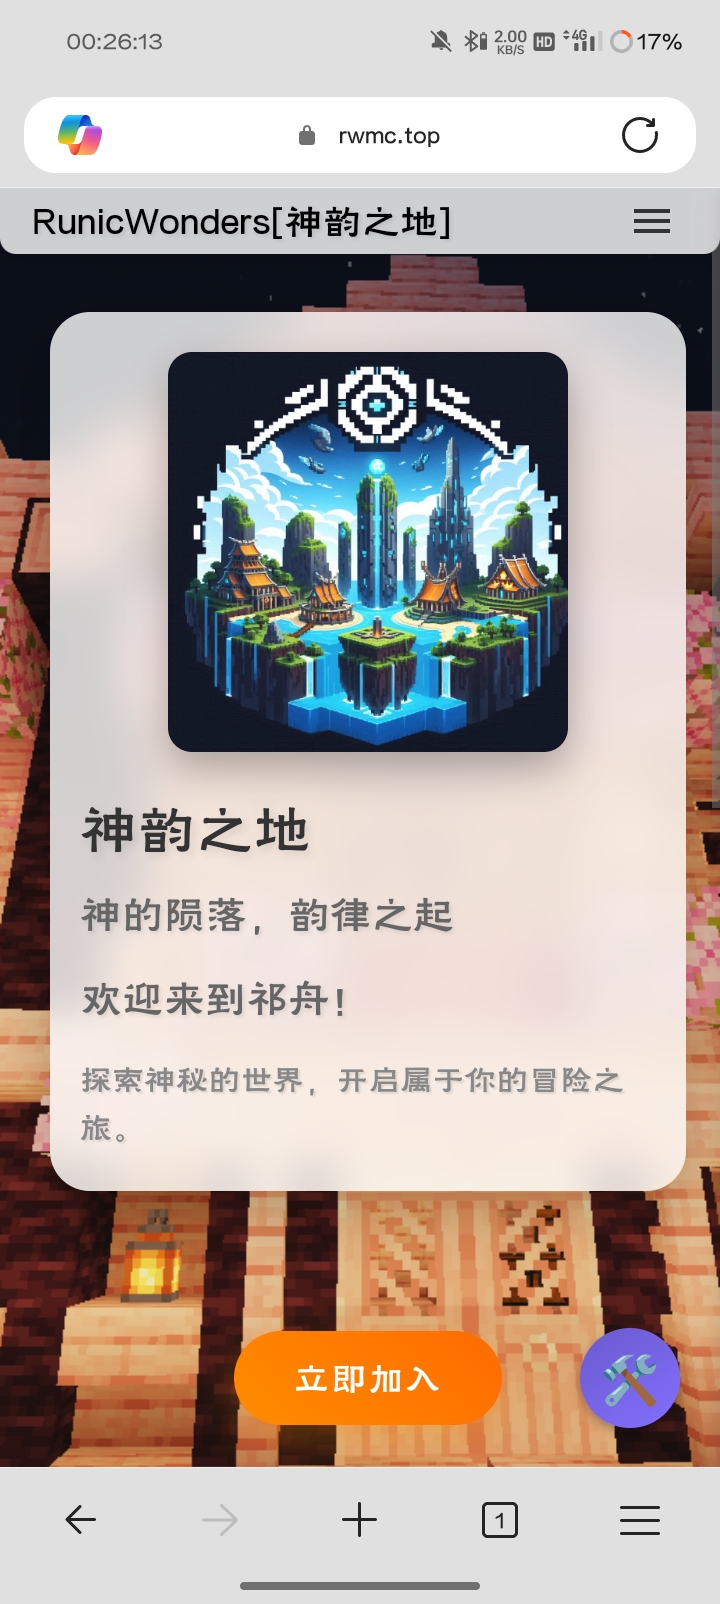 00:26:13
2.00 KB/S HD 4G 17%
rwmc.top
RunicWonders[神韵之地]
神韵之地
神的陨落，韵律之起
欢迎来到祁舟！
探索神秘的世界，开启属于你的冒险之
旅。
立即加入
1